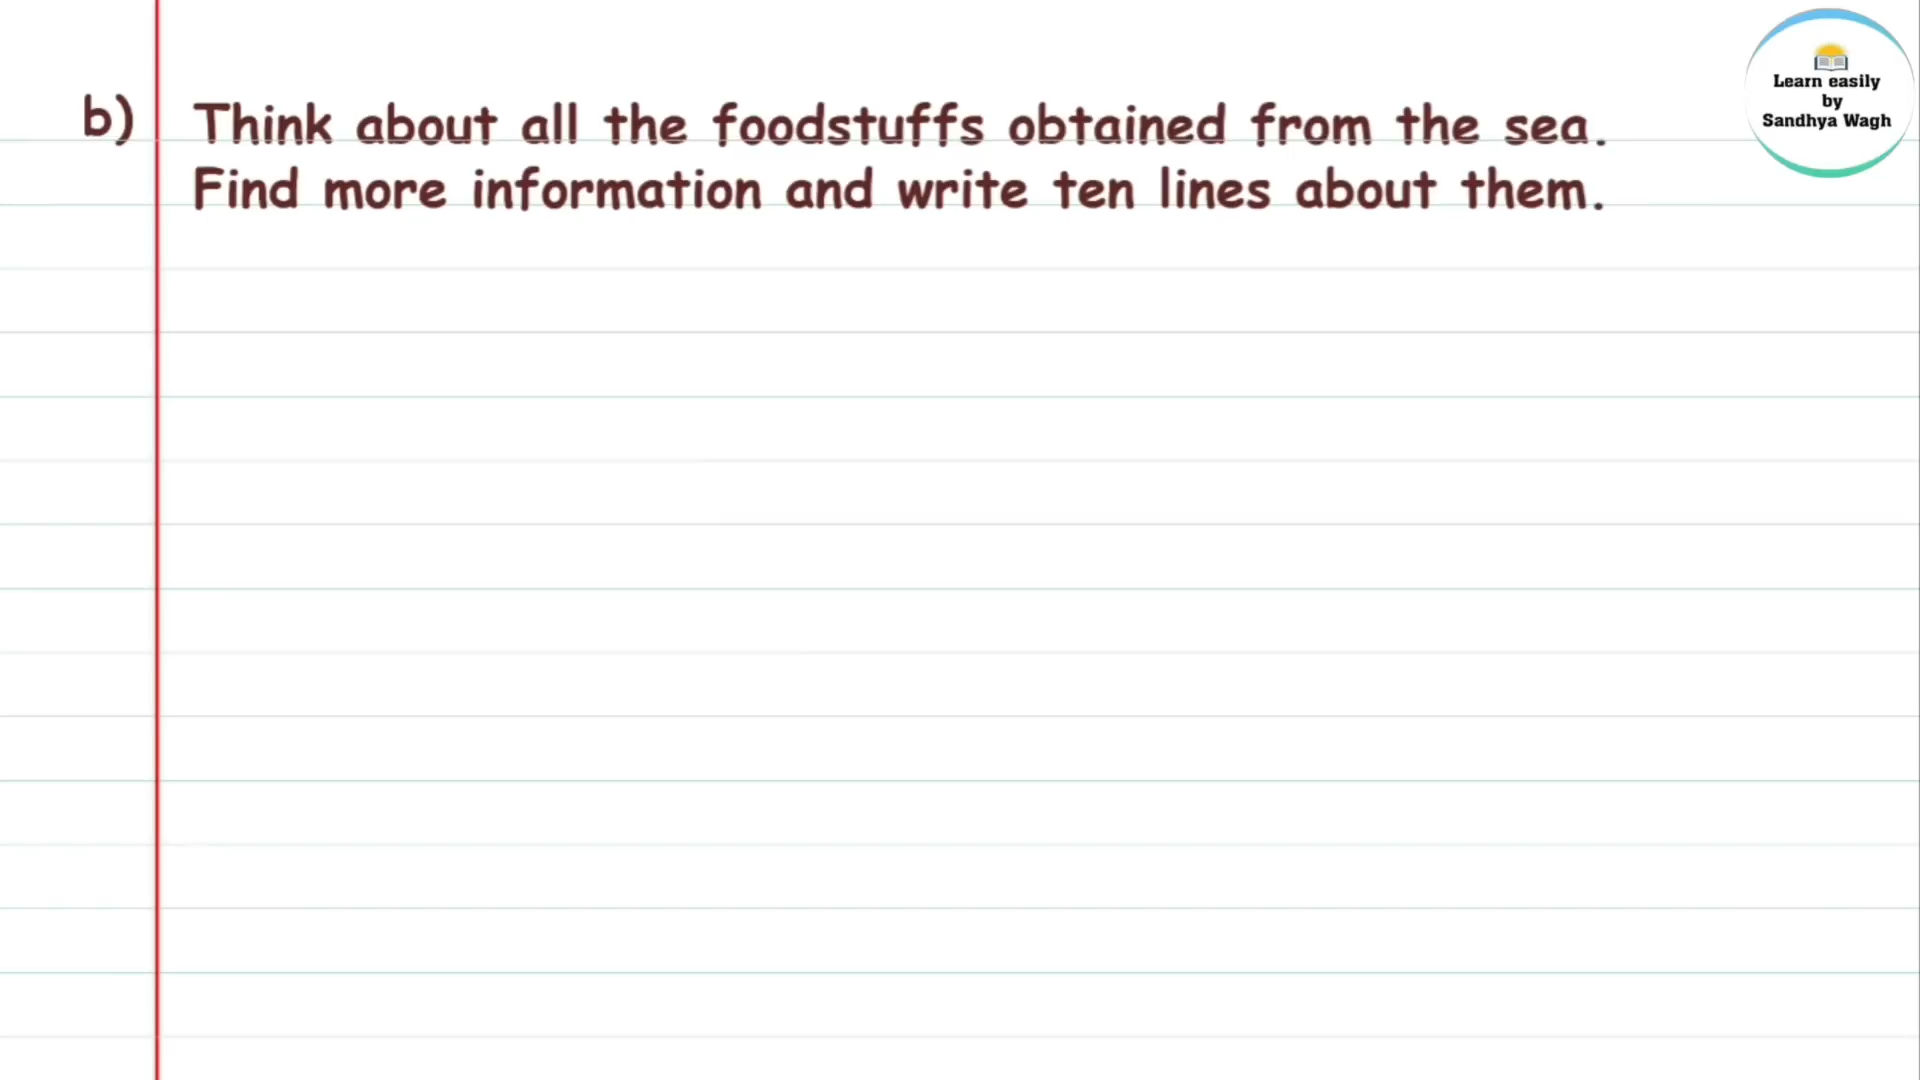 Learn easily
by
Sandhya Wagh
b) Think about all the foodstuffs obtained from the sea.
Find more information and write ten lines about them.